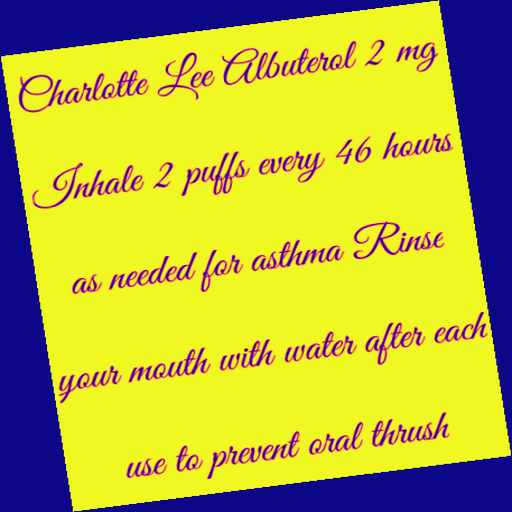 Charlotte Lee Albuterol 2 mg
Inhale 2 puffs every 46 hours
as needed for asthma Rinse
your mouth with water after each
use to prevent oral thrush